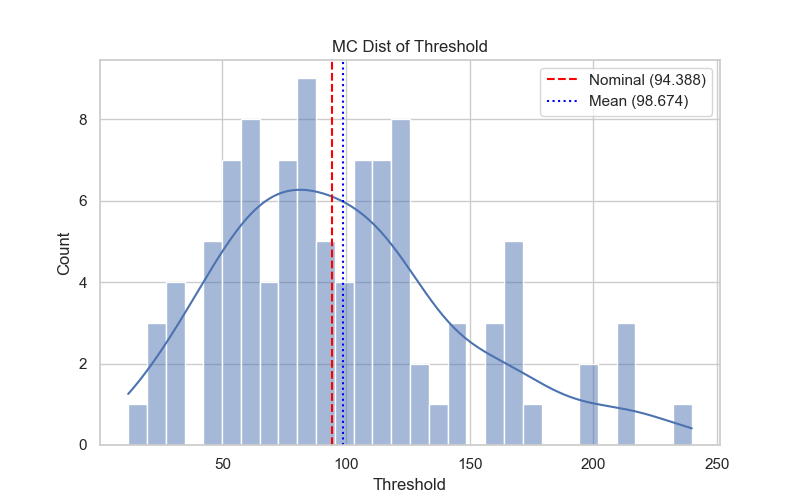 MC Dist of Threshold
Nominal (94.388)
Mean (98.674)
8
6
4
2
0
Count
50
100
150
200
250
Threshold